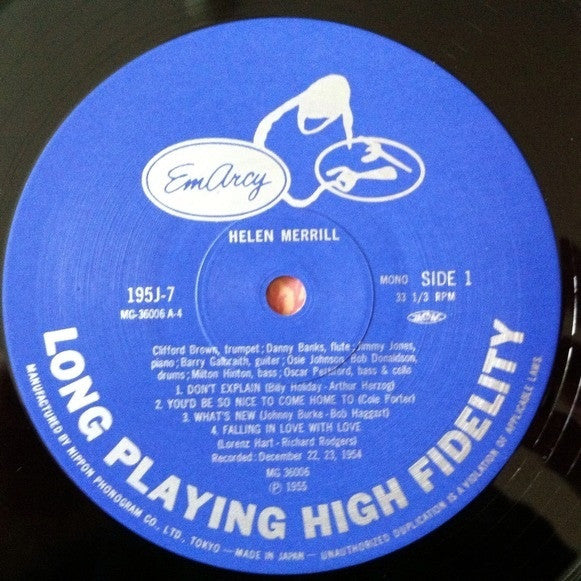 EmArcy
HELEN MERRILL
195J-7
MG-36006 A-4
MONO SIDE 1
33 1/3 RPM
Clifford Brown, trumpet; Danny Banks, flute; Jimmy Jones,
piano; Barry Galbraith, guiter; Osie Johnson, Bob Donaldson,
drums; Milton Hinton, bass; Oscar Pettiford, bass & cello
1. DON'T EXPLAIN (Billy Holiday - Arthur Herzog)
2. YOU'D BE SO NICE TO COME HOME TO (Cole Porter)
3. WHAT'S NEW (Johnny Burke - Bob Haggart)
4. FALLING IN LOVE WITH LOVE
(Lorenz Hart - Richard Rodgers)
Recorded: December 22, 23, 1954
MG 36006
Ⓟ 1955
LONG PLAYING HIGH FIDELITY
MANUFACTURED BY NIPPON PHONOGRAM CO., LTD., TOKYO — MADE IN JAPAN — UNAUTHORIZED DUPLICATION IS A VIOLATION OF APPLICABLE LAWS.